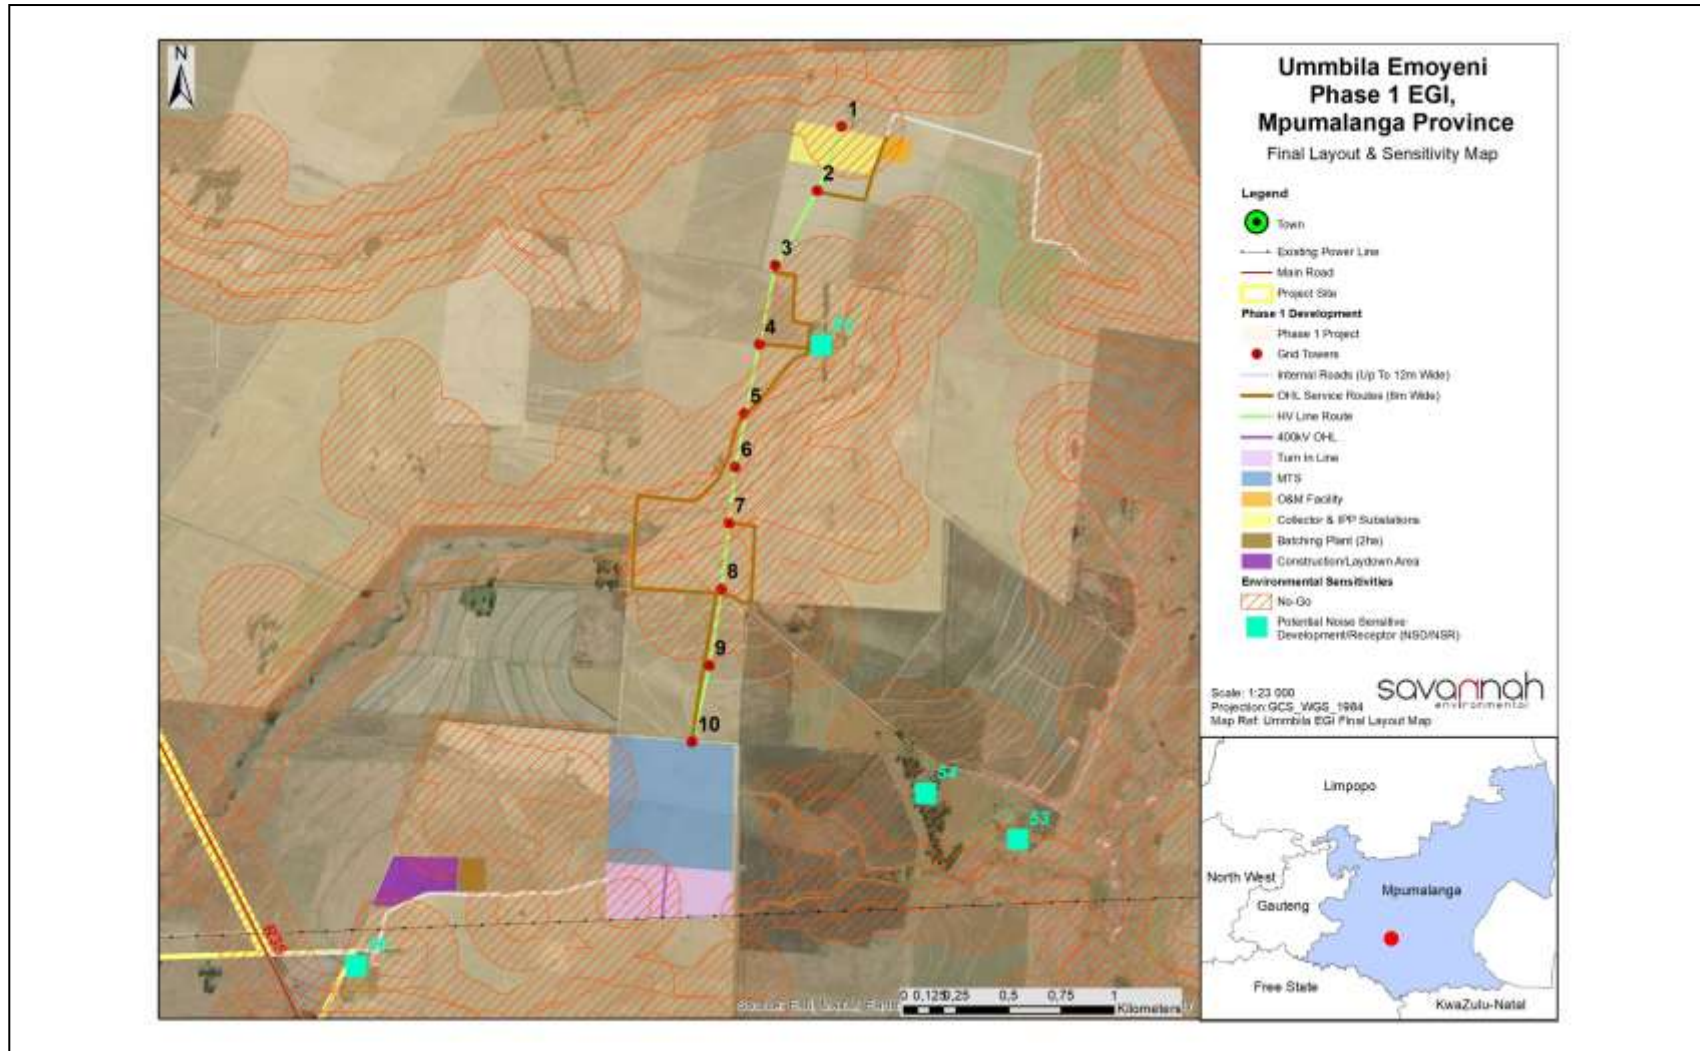 N
1
2
3
4
5
6
7
8
9
10
54
53
R35
0 0,125 0,25 0,5 0,75 1
Kilometers
Ummbila Emoyeni
Phase 1 EGI,
Mpumalanga Province
Final Layout & Sensitivity Map
Legend
Town
Existing Power Line
Main Road
Project Site
Phase 1 Development
Phase 1 Project
Grid Towers
Internal Roads (Up To 12m Wide)
OHL Service Routes (6m Wide)
HV Line Route
400kV OHL
Turn In Line
MTS
O&M Facility
Collector & IPP Substations
Batching Plant (2ha)
Construction/Laydown Area
Environmental Sensitivities
No-Go
Potential Noise Sensitive
Development/Receptor (NSD/NSR)
savannah
environmental
Scale: 1:23 000
Projection:GCS_WGS_1984
Map Ref: Ummbila EGI Final Layout Map
Limpopo
North West
Gauteng
Mpumalanga
Free State
KwaZulu-Natal